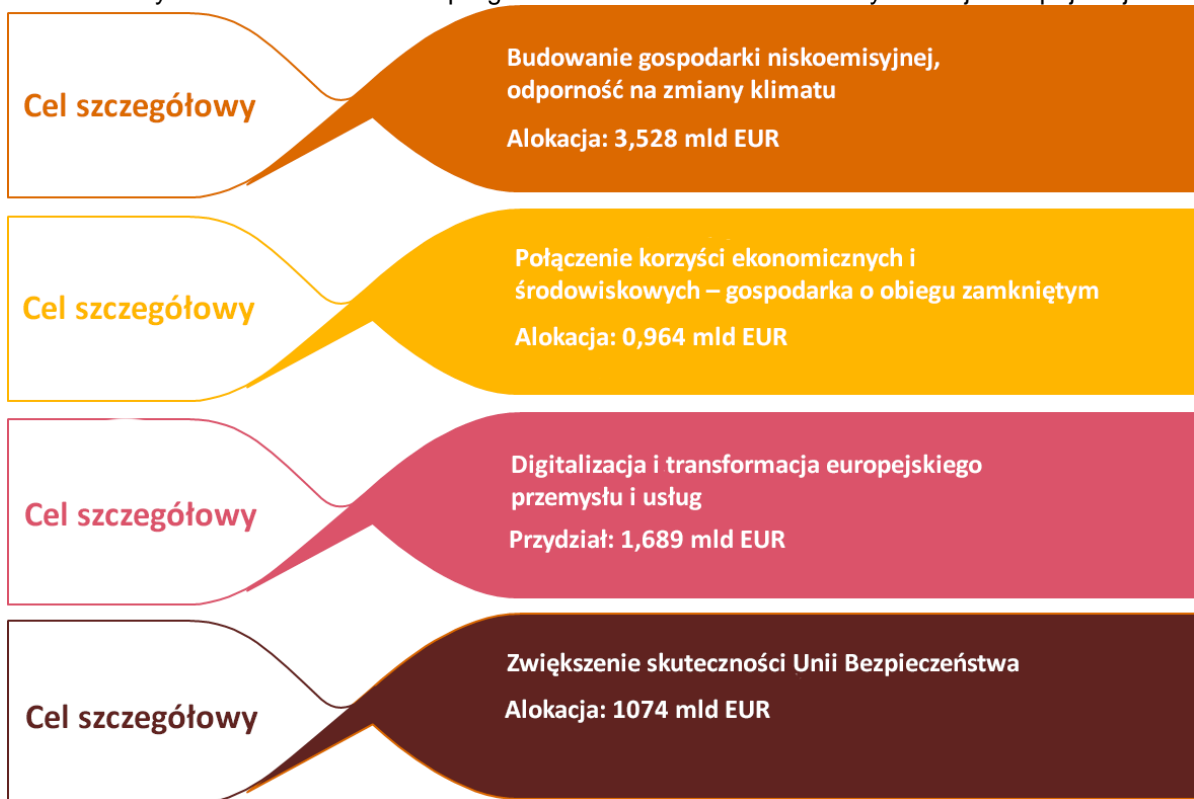 Cel szczegółowy
Budowanie gospodarki niskoemisyjnej,
odporność na zmiany klimatu
Alokacja: 3,528 mld EUR
Cel szczegółowy
Połączenie korzyści ekonomicznych i
środowiskowych – gospodarka o obiegu zamkniętym
Alokacja: 0,964 mld EUR
Cel szczegółowy
Digitalizacja i transformacja europejskiego
przemysłu i usług
Przydział: 1,689 mld EUR
Cel szczegółowy
Zwiększenie skuteczności Unii Bezpieczeństwa
Alokacja: 1074 mld EUR